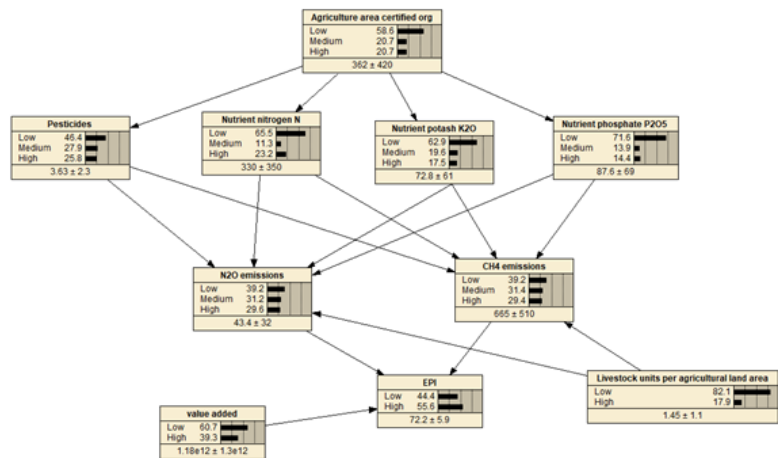 Agriculture area certified org
Low 58.6
Medium 20.7
High 20.7
362 ± 420
Pesticides
Low 46.4
Medium 27.9
High 25.8
3.63 ± 2.3
Nutrient nitrogen N
Low 65.5
Medium 11.3
High 23.2
330 ± 350
Nutrient potash K2O
Low 62.9
Medium 19.6
High 17.5
72.8 ± 61
Nutrient phosphate P2O5
Low 71.6
Medium 13.9
High 14.4
87.6 ± 69
N2O emissions
Low 39.2
Medium 31.2
High 29.6
43.4 ± 32
CH4 emissions
Low 39.2
Medium 31.4
High 29.4
665 ± 510
EPI
Low 44.4
High 55.6
72.2 ± 5.9
Livestock units per agricultural land area
Low 82.1
High 17.9
1.45 ± 1.1
value added
Low 60.7
High 39.3
1.18e12 ± 1.3e12